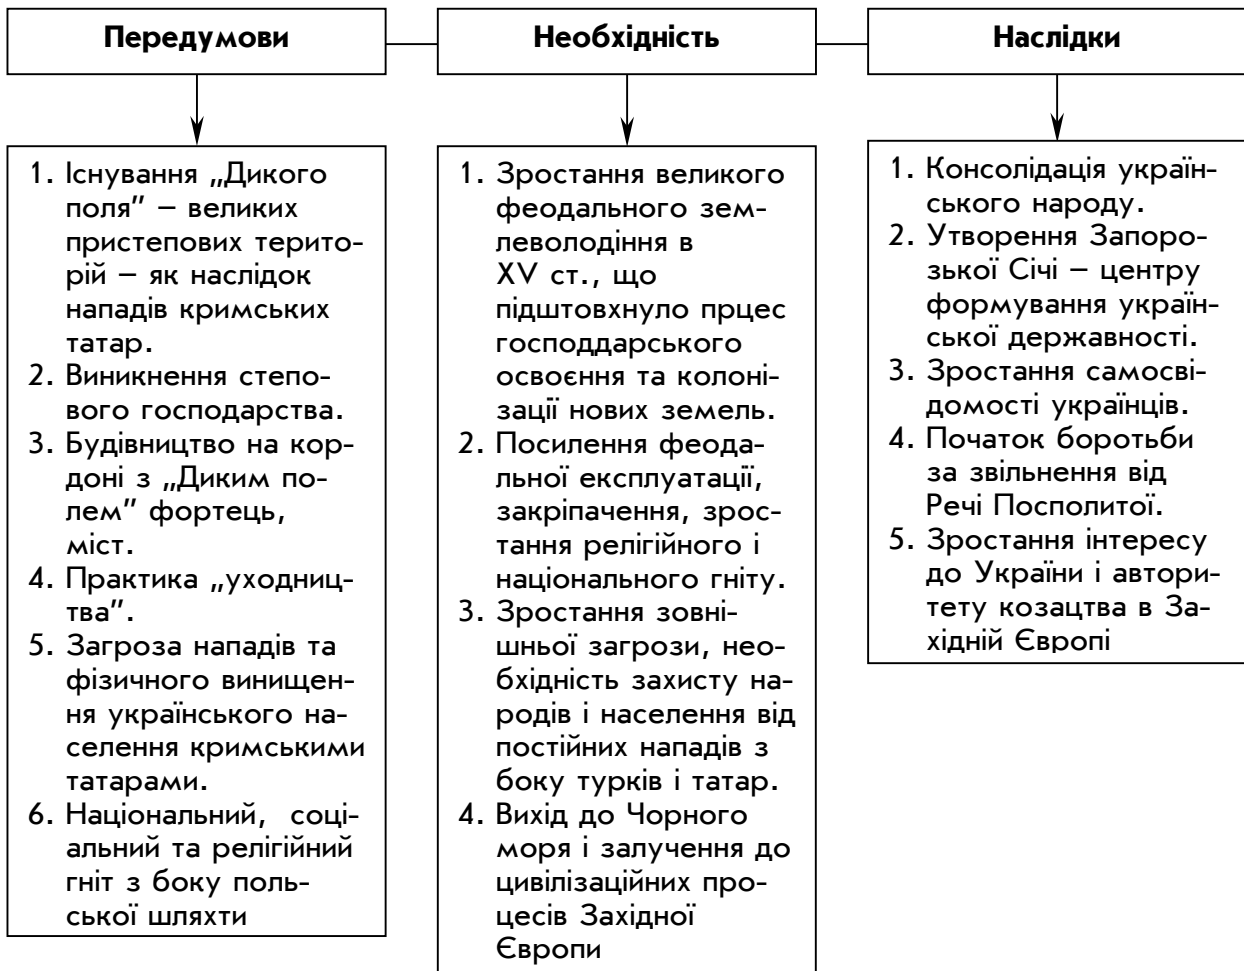 Передумови
Необхідність
Наслідки
1. Існування „Дикого
поля” – великих
пристепових терито-
рій – як наслідок
нападів кримських
татар.
2. Виникнення степо-
вого господарства.
3. Будівництво на кор-
доні з „Диким по-
лем” фортець,
міст.
4. Практика „уходниц-
тва”.
5. Загроза нападів та
фізичного винищен-
ня українського на-
селення кримськими
татарами.
6. Національний, соці-
альний та релігійний
гніт з боку поль-
ської шляхти
1. Зростання великого
феодального зем-
леволодіння в
XV ст., що
підштовхнуло прцес
господдарського
освоєння та колоні-
зації нових земель.
2. Посилення феода-
льної експлуатації,
закріпачення, зрос-
тання релігійного і
національного гніту.
3. Зростання зовні-
шньої загрози, нео-
бхідність захисту на-
родів і населення від
постійних нападів з
боку турків і татар.
4. Вихід до Чорного
моря і залучення до
цивілізаційних про-
цесів Західної
Європи
1. Консолідація україн-
ського народу.
2. Утворення Запоро-
зької Січі – центру
формування україн-
ської державності.
3. Зростання самосві-
домості українців.
4. Початок боротьби
за звільнення від
Речі Посполитої.
5. Зростання інтересу
до України і автори-
тету козацтва в За-
хідній Європі